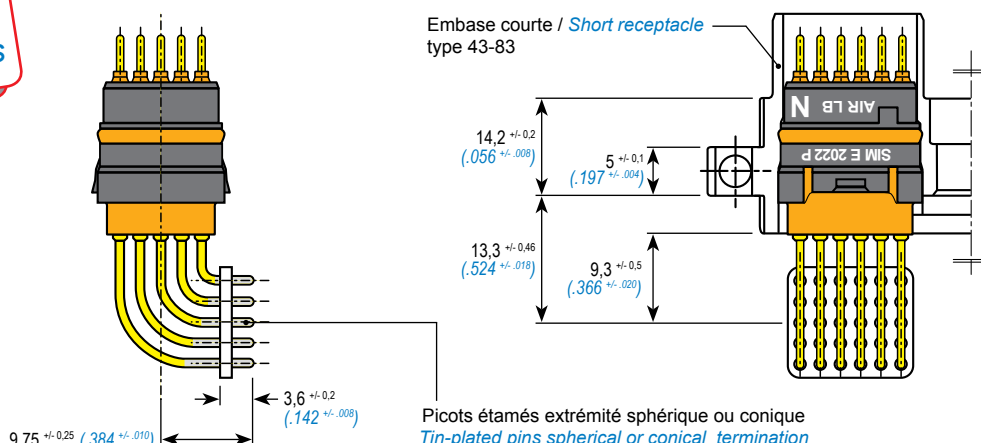 S
Embase courte / Short receptacle
type 43-83
N AIR LB
SIM E 2022 P
14,2 +/- 0,2
(.056 +/- .008)
5 +/- 0,1
(.197 +/- .004)
13,3 +/- 0,46
(.524 +/- .018)
9,3 +/- 0,5
(.366 +/- .020)
3,6 +/- 0,2
(.142 +/- .008)
9,75 +/- 0,25 (.384 +/- .010)
Picots étamés extrémité sphérique ou conique
Tin-plated pins spherical or conical termination